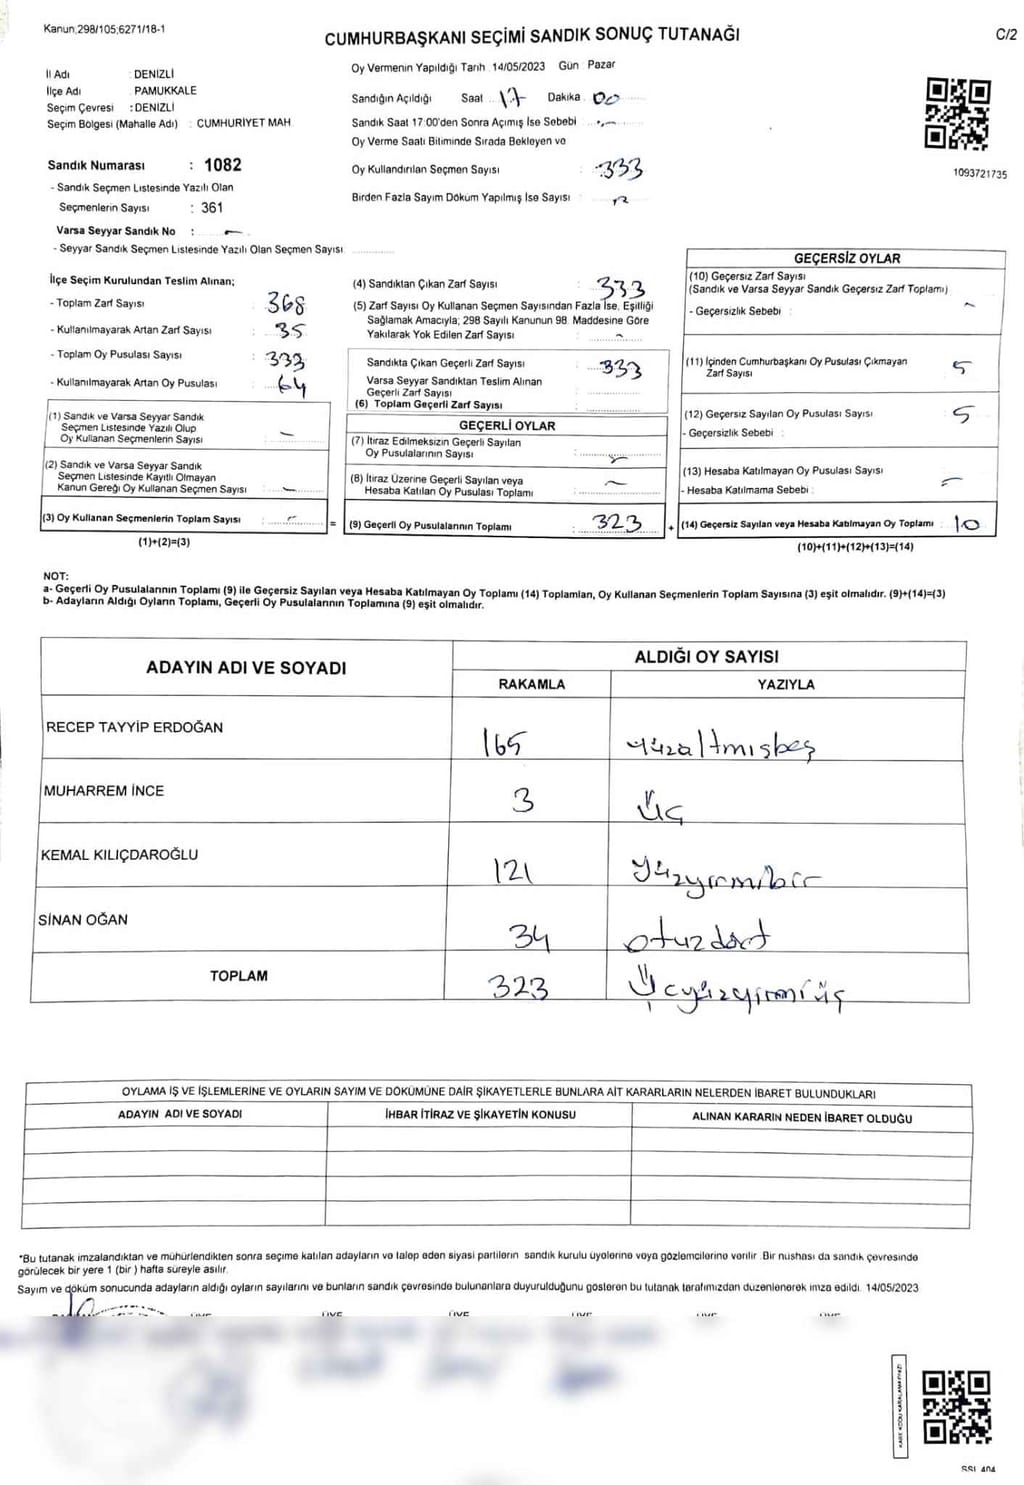 Kanun;298/105;6271/18-1
CUMHURBAŞKANI SEÇİMİ SANDIK SONUÇ TUTANAĞI
C/2
İl Adı : DENİZLİ
İlçe Adı : PAMUKKALE
Seçim Çevresi : DENİZLİ
Seçim Bölgesi (Mahalle Adı) : CUMHURİYET MAH
Sandık Numarası : 1082
- Sandık Seçmen Listesinde Yazılı Olan
Seçmenlerin Sayısı : 361
Varsa Seyyar Sandık No : -
- Seyyar Sandık Seçmen Listesinde Yazılı Olan Seçmen Sayısı
Oy Vermenin Yapıldığı Tarih 14/05/2023 Gün : Pazar
Sandığın Açıldığı Saat 17 Dakika 00
Sandık Saat 17:00'den Sonra Açımış İse Sebebi
Oy Verme Saati Bitiminde Sırada Bekleyen ve
Oy Kullandırılan Seçmen Sayısı : 333
Birden Fazla Sayım Döküm Yapılmış İse Sayısı
1093721735
İlçe Seçim Kurulundan Teslim Alınan;
- Toplam Zarf Sayısı : 368
- Kullanılmayarak Artan Zarf Sayısı : 35
- Toplam Oy Pusulası Sayısı : 333
- Kullanılmayarak Artan Oy Pusulası : 64
(1) Sandık ve Varsa Seyyar Sandık
Seçmen Listesinde Yazılı Olup
Oy Kullanan Seçmenlerin Sayısı : -
(2) Sandık ve Varsa Seyyar Sandık
Seçmen Listesinde Kayıtlı Olmayan
Kanun Gereği Oy Kullanan Seçmen Sayısı : -
(3) Oy Kullanan Seçmenlerin Toplam Sayısı : -
(1)+(2)=(3)
(4) Sandıktan Çıkan Zarf Sayısı : 333
(5) Zarf Sayısı Oy Kullanan Seçmen Sayısından Fazla İse, Eşitliği
Sağlamak Amacıyla; 298 Sayılı Kanunun 98. Maddesine Göre
Yakılarak Yok Edilen Zarf Sayısı : -
Sandıkta Çıkan Geçerli Zarf Sayısı : 333
Varsa Seyyar Sandıktan Teslim Alınan
Geçerli Zarf Sayısı :
(6) Toplam Geçerli Zarf Sayısı
GEÇERLİ OYLAR
(7) İtiraz Edilmeksizin Geçerli Sayılan
Oy Pusulalarının Sayısı :
(8) İtiraz Üzerine Geçerli Sayılan veya
Hesaba Katılan Oy Pusulası Toplamı : -
= (9) Geçerli Oy Pusulalarının Toplamı : 323
GEÇERSİZ OYLAR
(10) Geçersiz Zarf Sayısı
(Sandık ve Varsa Seyyar Sandık Geçersiz Zarf Toplamı) : -
- Geçersizlik Sebebi :
(11) İçinden Cumhurbaşkanı Oy Pusulası Çıkmayan
Zarf Sayısı 5
(12) Geçersiz Sayılan Oy Pusulası Sayısı : 5
- Geçersizlik Sebebi :
(13) Hesaba Katılmayan Oy Pusulası Sayısı : -
- Hesaba Katılmama Sebebi :
+ (14) Geçersiz Sayılan veya Hesaba Katılmayan Oy Toplamı : 10
(10)+(11)+(12)+(13)=(14)
NOT:
a- Geçerli Oy Pusulalarının Toplamı (9) ile Geçersiz Sayılan veya Hesaba Katılmayan Oy Toplamı (14) Toplamları, Oy Kullanan Seçmenlerin Toplam Sayısına (3) eşit olmalıdır. (9)+(14)=(3)
b- Adayların Aldığı Oyların Toplamı, Geçerli Oy Pusulalarının Toplamına (9) eşit olmalıdır.
ADAYIN ADI VE SOYADI
ALDIĞI OY SAYISI
RAKAMLA YAZIYLA
RECEP TAYYİP ERDOĞAN 165 yüzaltmışbeş
MUHARREM İNCE 3 Üç
KEMAL KILIÇDAROĞLU 121 yüzyirmibir
SİNAN OĞAN 34 otuzdört
TOPLAM 323 Üçyüzyirmiüç
OYLAMA İŞ VE İŞLEMLERİNE VE OYLARIN SAYIM VE DÖKÜMÜNE DAİR ŞİKAYETLERLE BUNLARA AİT KARARLARIN NELERDEN İBARET BULUNDUKLARI
ADAYIN ADI VE SOYADI İHBAR İTİRAZ VE ŞİKAYETİN KONUSU ALINAN KARARIN NEDEN İBARET OLDUĞU
*Bu tutanak imzalandıktan ve mühürlendikten sonra seçime katılan adayların ve talep eden siyasi partilerin sandık kurulu üyelerine veya gözlemcilerine verilir .Bir nushası da sandık çevresinde
görülecek bir yere 1 (bir ) hafta süreyle asılır.
Sayım ve döküm sonucunda adayların aldığı oyların sayılarını ve bunların sandık çevresinde bulunanlara duyurulduğunu gösteren bu tutanak tarafımızdan düzenlenerek imza edildi. 14/05/2023
ÜYE ÜYE ÜYE ÜYE ÜYE ÜYE